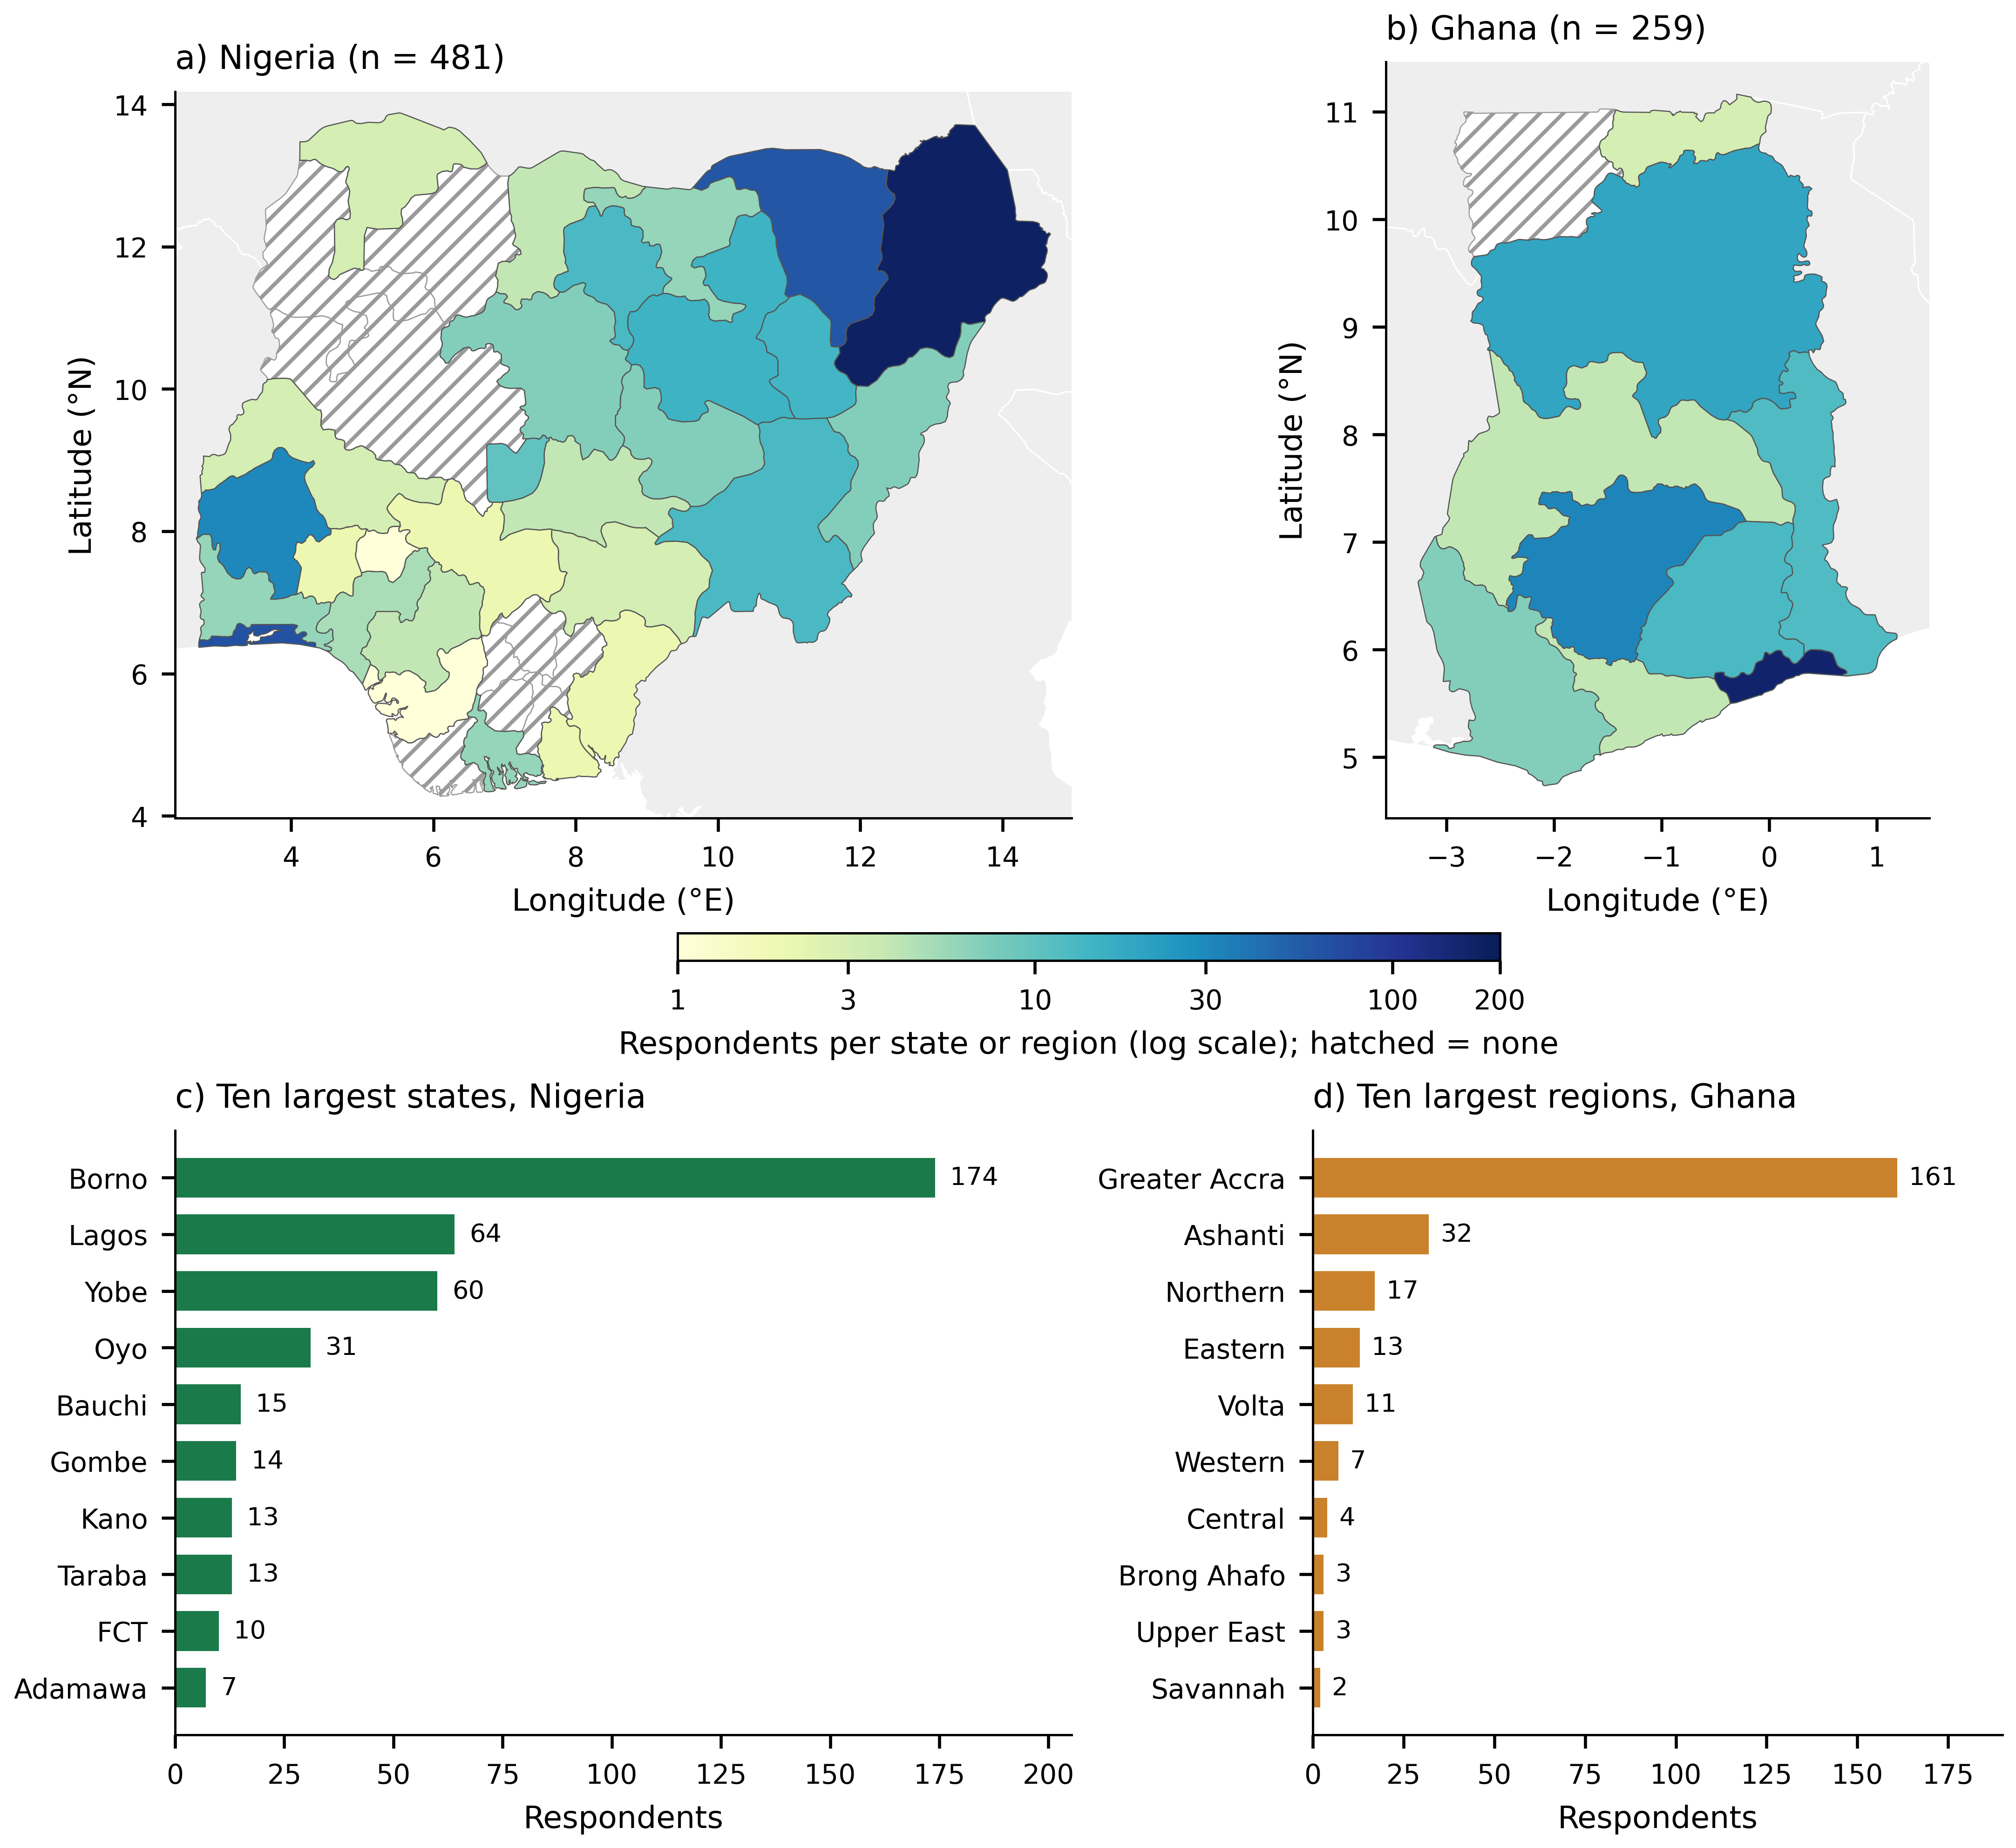 a) Nigeria (n = 481)
14
12
10
8
6
4
Latitude (°N)
4 6 8 10 12 14
Longitude (°E)
b) Ghana (n = 259)
11
10
9
8
7
6
5
Latitude (°N)
−3 −2 −1 0 1
Longitude (°E)
1 3 10 30 100 200
Respondents per state or region (log scale); hatched = none
c) Ten largest states, Nigeria
Borno 174
Lagos 64
Yobe 60
Oyo 31
Bauchi 15
Gombe 14
Kano 13
Taraba 13
FCT 10
Adamawa 7
0 25 50 75 100 125 150 175 200
Respondents
d) Ten largest regions, Ghana
Greater Accra 161
Ashanti 32
Northern 17
Eastern 13
Volta 11
Western 7
Central 4
Brong Ahafo 3
Upper East 3
Savannah 2
0 25 50 75 100 125 150 175
Respondents